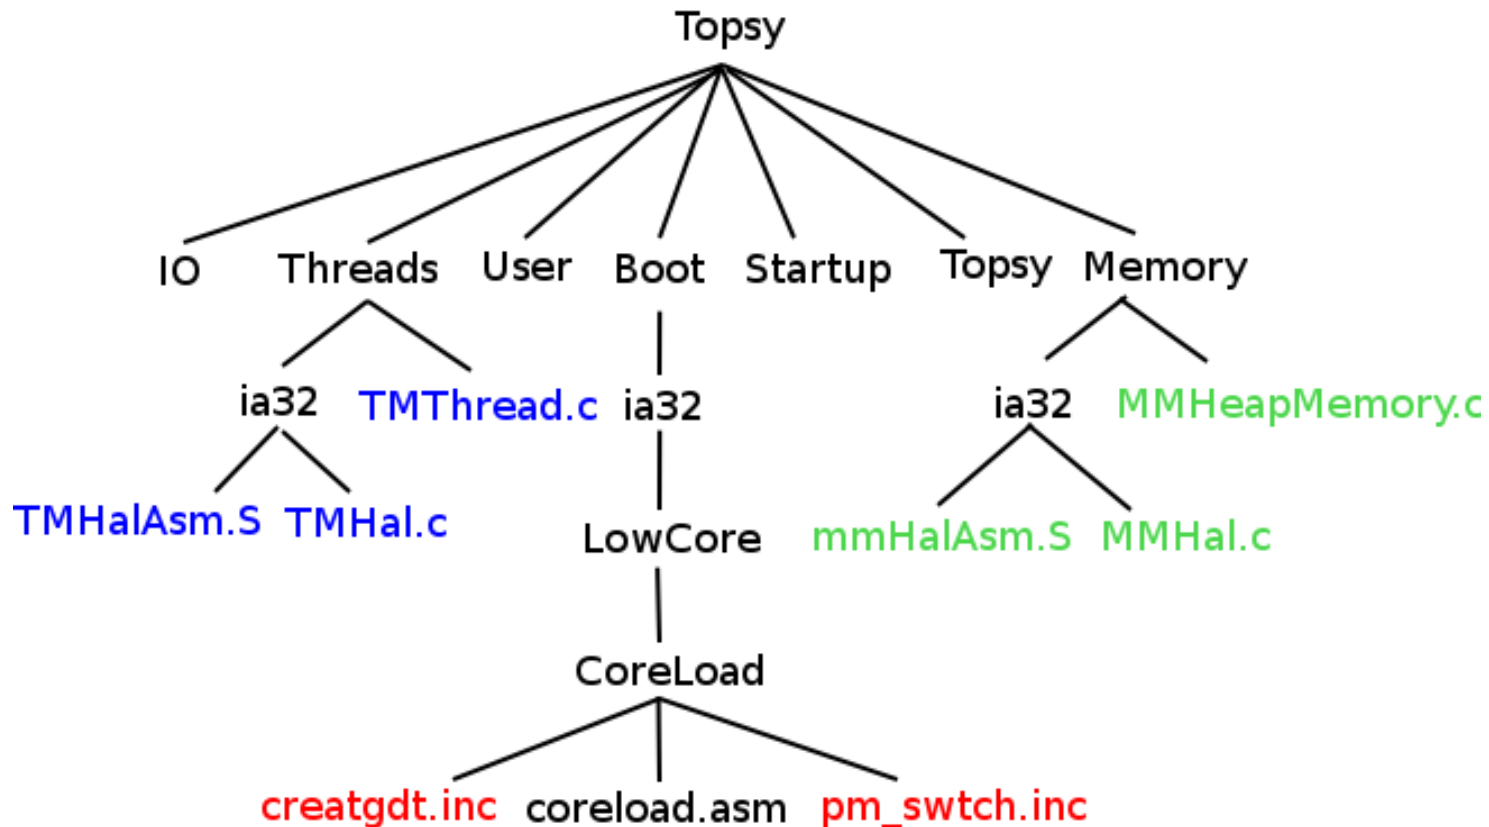 Topsy
IO Threads User Boot Startup Topsy Memory
ia32 TMThread.c ia32 ia32 MMHeapMemory.c
TMHalAsm.S TMHal.c LowCore mmHalAsm.S MMHal.c
CoreLoad
creatgdt.inc coreload.asm pm_swtch.inc